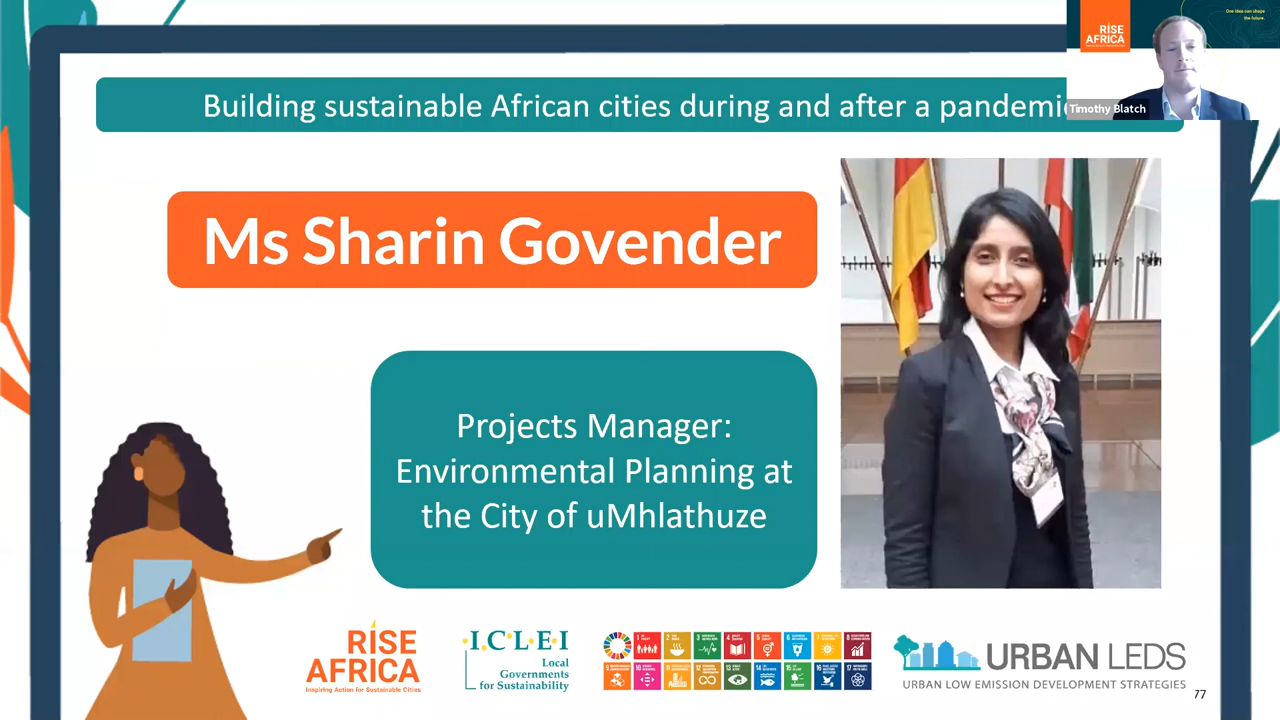 One idea can shape
the future.
RISE
AFRICA
Timothy Blatch
Building sustainable African cities during and after a pandemic
Ms Sharin Govender
Projects Manager:
Environmental Planning at
the City of uMhlathuze
RISE
AFRICA
Inspiring Action for Sustainable Cities
I.C.L.E.I
Local
Governments
for Sustainability
URBAN LEDS
URBAN LOW EMISSION DEVELOPMENT STRATEGIES
77